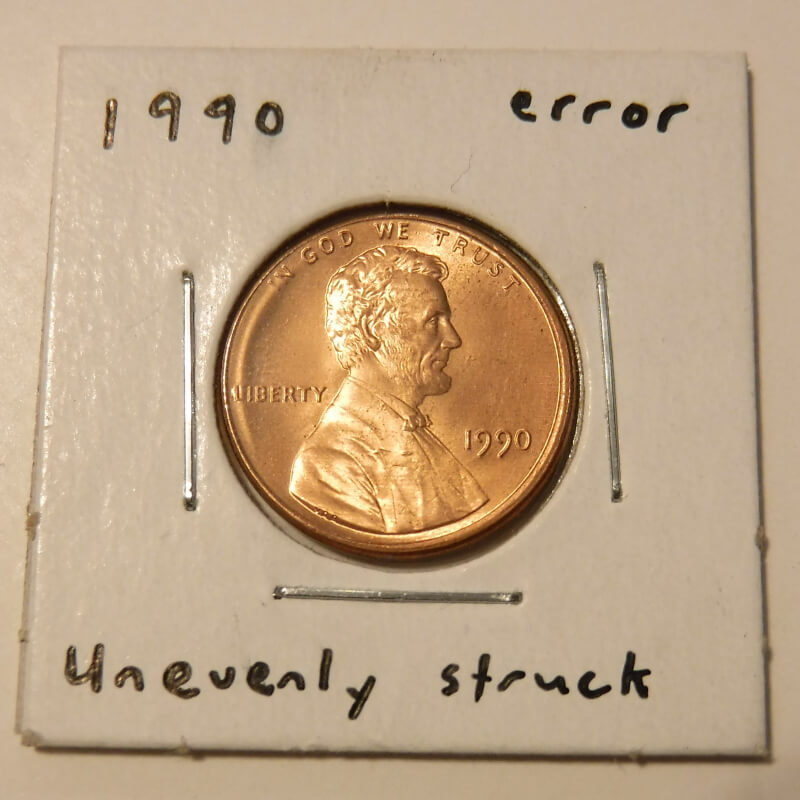 1990 error
IN GOD WE TRUST
LIBERTY
1990
Unevenly struck